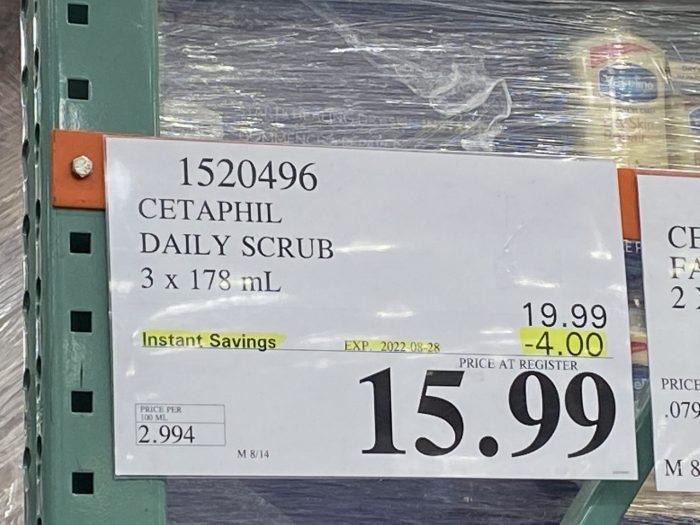 1520496
CETAPHIL
DAILY SCRUB
3 x 178 mL
19.99
Instant Savings EXP. 2022-08-28 -4.00
PRICE AT REGISTER
15.99
PRICE PER
100 ML
2.994
M 8/14
CE
FA
2
PRICE
.079
M 8